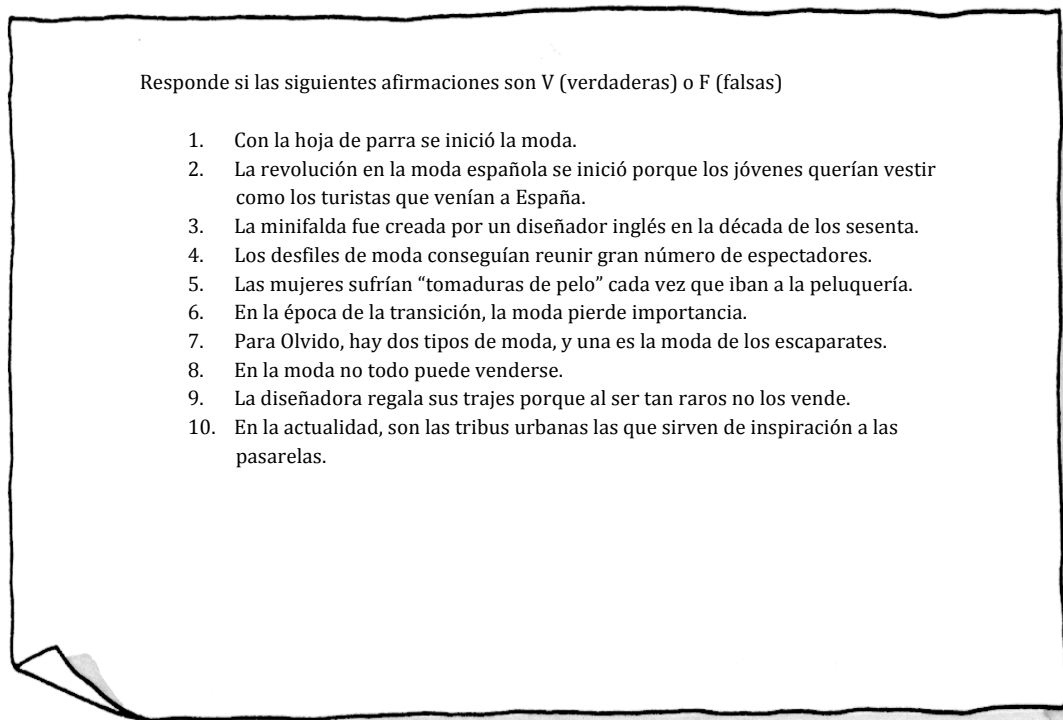 Responde si las siguientes afirmaciones son V (verdaderas) o F (falsas)
1. Con la hoja de parra se inició la moda.
2. La revolución en la moda española se inició porque los jóvenes querían vestir
como los turistas que venían a España.
3. La minifalda fue creada por un diseñador inglés en la década de los sesenta.
4. Los desfiles de moda conseguían reunir gran número de espectadores.
5. Las mujeres sufrían “tomaduras de pelo” cada vez que iban a la peluquería.
6. En la época de la transición, la moda pierde importancia.
7. Para Olvido, hay dos tipos de moda, y una es la moda de los escaparates.
8. En la moda no todo puede venderse.
9. La diseñadora regala sus trajes porque al ser tan raros no los vende.
10. En la actualidad, son las tribus urbanas las que sirven de inspiración a las
pasarelas.